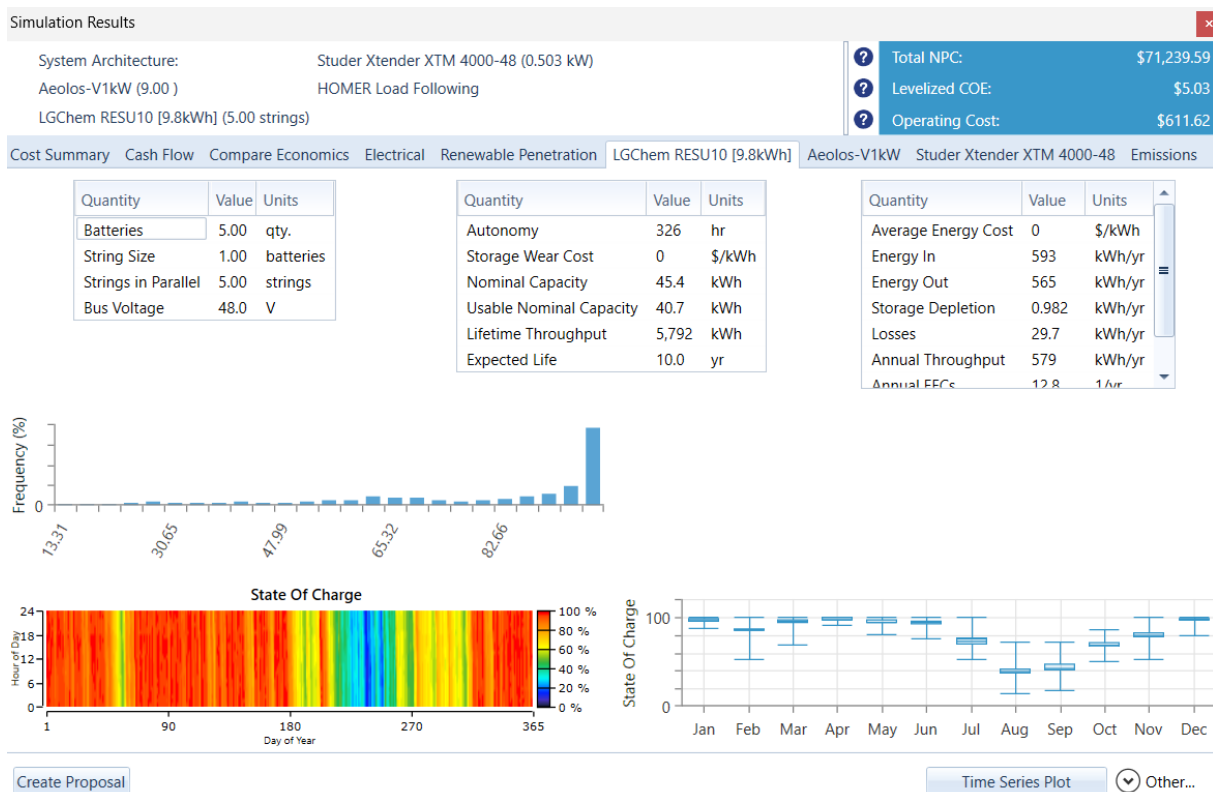 Simulation Results
System Architecture: Studer Xtender XTM 4000-48 (0.503 kW)
Aeolos-V1kW (9.00 ) HOMER Load Following
LGChem RESU10 [9.8kWh] (5.00 strings)
Total NPC: $71,239.59
Levelized COE: $5.03
Operating Cost: $611.62
Cost Summary Cash Flow Compare Economics Electrical Renewable Penetration LGChem RESU10 [9.8kWh] Aeolos-V1kW Studer Xtender XTM 4000-48 Emissions
Quantity Value Units
Batteries 5.00 qty.
String Size 1.00 batteries
Strings in Parallel 5.00 strings
Bus Voltage 48.0 V
Quantity Value Units
Autonomy 326 hr
Storage Wear Cost 0 $/kWh
Nominal Capacity 45.4 kWh
Usable Nominal Capacity 40.7 kWh
Lifetime Throughput 5,792 kWh
Expected Life 10.0 yr
Quantity Value Units
Average Energy Cost 0 $/kWh
Energy In 593 kWh/yr
Energy Out 565 kWh/yr
Storage Depletion 0.982 kWh/yr
Losses 29.7 kWh/yr
Annual Throughput 579 kWh/yr
Annual EFCs 12.8 1/yr
Frequency (%)
0
13.31 30.65 47.99 65.32 82.66
State Of Charge
Hour of Day
24
18
12
6
0
1 90 180 270 365
Day of Year
100 %
80 %
60 %
40 %
20 %
0 %
State Of Charge
100
0
Jan Feb Mar Apr May Jun Jul Aug Sep Oct Nov Dec
Create Proposal Time Series Plot Other...